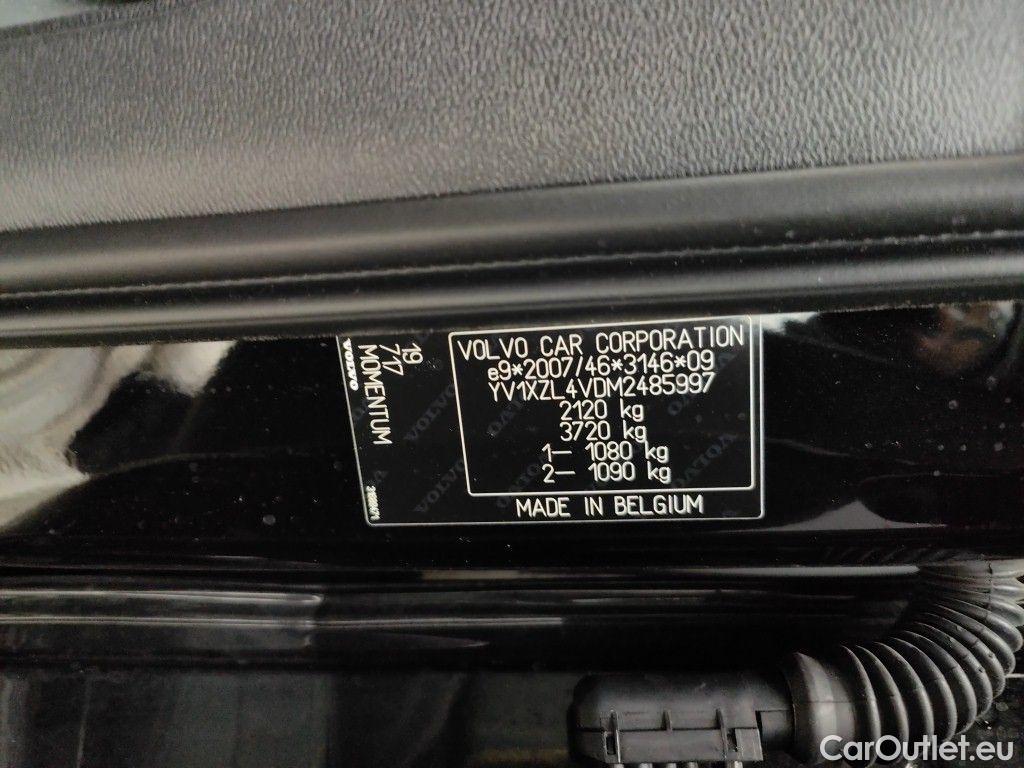 VOLVO CAR CORPORATION
e9*2007/46*3146*09
YV1XZL4VDM2485997
2120 kg
3720 kg
1– 1080 kg
2– 1090 kg
MADE IN BELGIUM
19
717
MOMENTUM
VOLVO
CarOutlet.eu